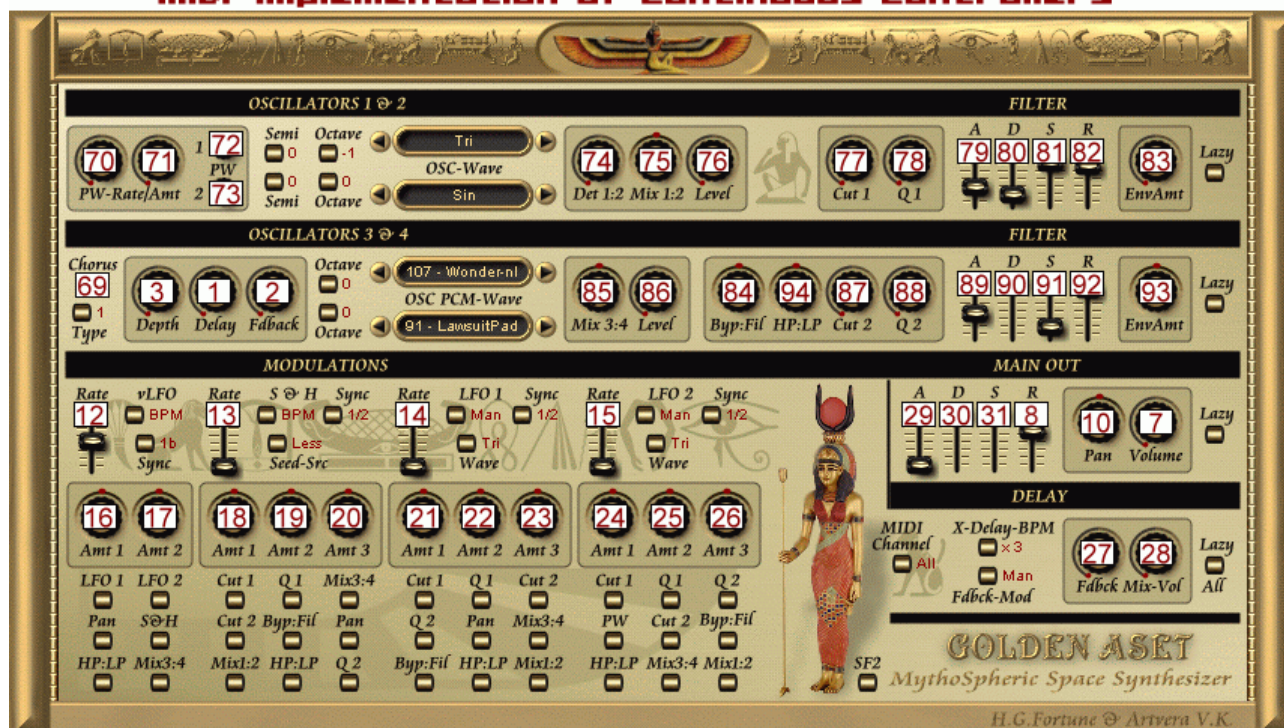 MIDI Implementation of Continuous Controllers
OSCILLATORS 1 & 2
FILTER
70 71 1 72 PW 2 73
PW-Rate/Amt
Semi Octave
0 -1
0 0
Semi Octave
Tri
OSC-Wave
Sin
74 75 76
Det 1:2 Mix 1:2 Level
77 78
Cut 1 Q 1
A D S R
79 80 81 82
83
EnvAmt
Lazy
OSCILLATORS 3 & 4
FILTER
Chorus
69
1
Type
3 1 2
Depth Delay Fdback
Octave
0
0
Octave
107 - Wonder-nl
OSC PCM-Wave
91 - LawsuitPad
85 86
Mix 3:4 Level
84 94 87 88
Byp:Fil HP:LP Cut 2 Q 2
A D S R
89 90 91 92
93
EnvAmt
Lazy
MODULATIONS
MAIN OUT
Rate vLFO
12 BPM
1b
Sync
Rate S & H Sync
13 BPM 1/2
Less
Seed-Src
Rate LFO 1 Sync
14 Man 1/2
Tri
Wave
Rate LFO 2 Sync
15 Man 1/2
Tri
Wave
A D S R
29 30 31 8
10 7
Pan Volume
Lazy
16 17 18 19 20 21 22 23 24 25 26
Amt 1 Amt 2 Amt 1 Amt 2 Amt 3 Amt 1 Amt 2 Amt 3 Amt 1 Amt 2 Amt 3
LFO 1 LFO 2 Cut 1 Q 1 Mix3:4 Cut 1 Q 1 Cut 2 Cut 1 Q 1 Q 2
Pan S&H Cut 2 Byp:Fil Pan Q 2 Pan Mix3:4 PW Cut 2 Byp:Fil
HP:LP Mix3:4 Mix1:2 HP:LP Q 2 Byp:Fil HP:LP Mix1:2 HP:LP Mix3:4 Mix1:2
SF2
DELAY
MIDI
Channel
All
X-Delay-BPM
x 3
Man
Fdbck-Mod
27 28
Fdbck Mix-Vol
Lazy
All
GOLDEN ASET
MythoSpheric Space Synthesizer
H.G.Fortune & Artvera V.K.